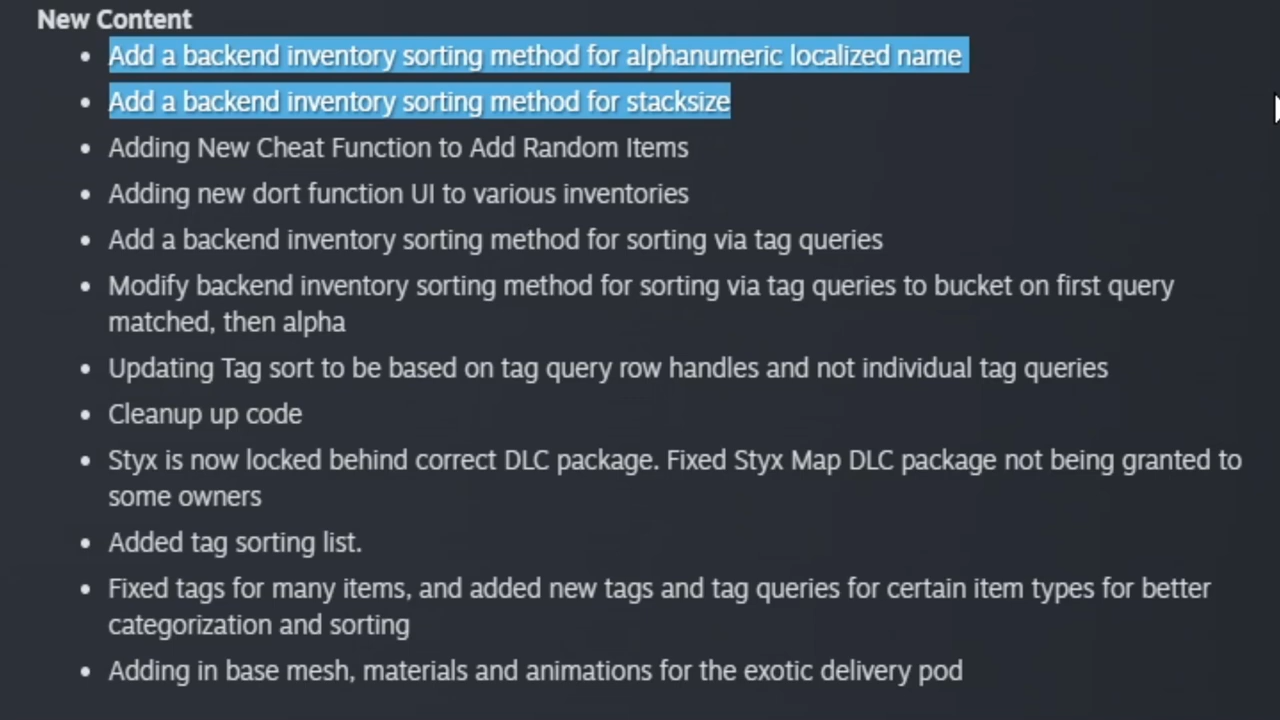 New Content
• Add a backend inventory sorting method for alphanumeric localized name
• Add a backend inventory sorting method for stacksize
• Adding New Cheat Function to Add Random Items
• Adding new dort function UI to various inventories
• Add a backend inventory sorting method for sorting via tag queries
• Modify backend inventory sorting method for sorting via tag queries to bucket on first query
matched, then alpha
• Updating Tag sort to be based on tag query row handles and not individual tag queries
• Cleanup up code
• Styx is now locked behind correct DLC package. Fixed Styx Map DLC package not being granted to
some owners
• Added tag sorting list.
• Fixed tags for many items, and added new tags and tag queries for certain item types for better
categorization and sorting
• Adding in base mesh, materials and animations for the exotic delivery pod